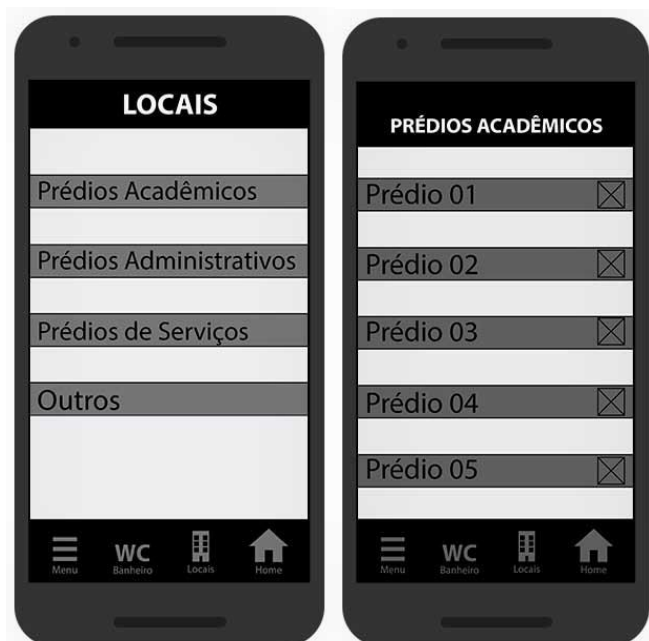 LOCAIS
Prédios Acadêmicos
Prédios Administrativos
Prédios de Serviços
Outros
Menu
WC
Banheiro
Locais
Home
PRÉDIOS ACADÊMICOS
Prédio 01
Prédio 02
Prédio 03
Prédio 04
Prédio 05
Menu
WC
Banheiro
Locais
Home